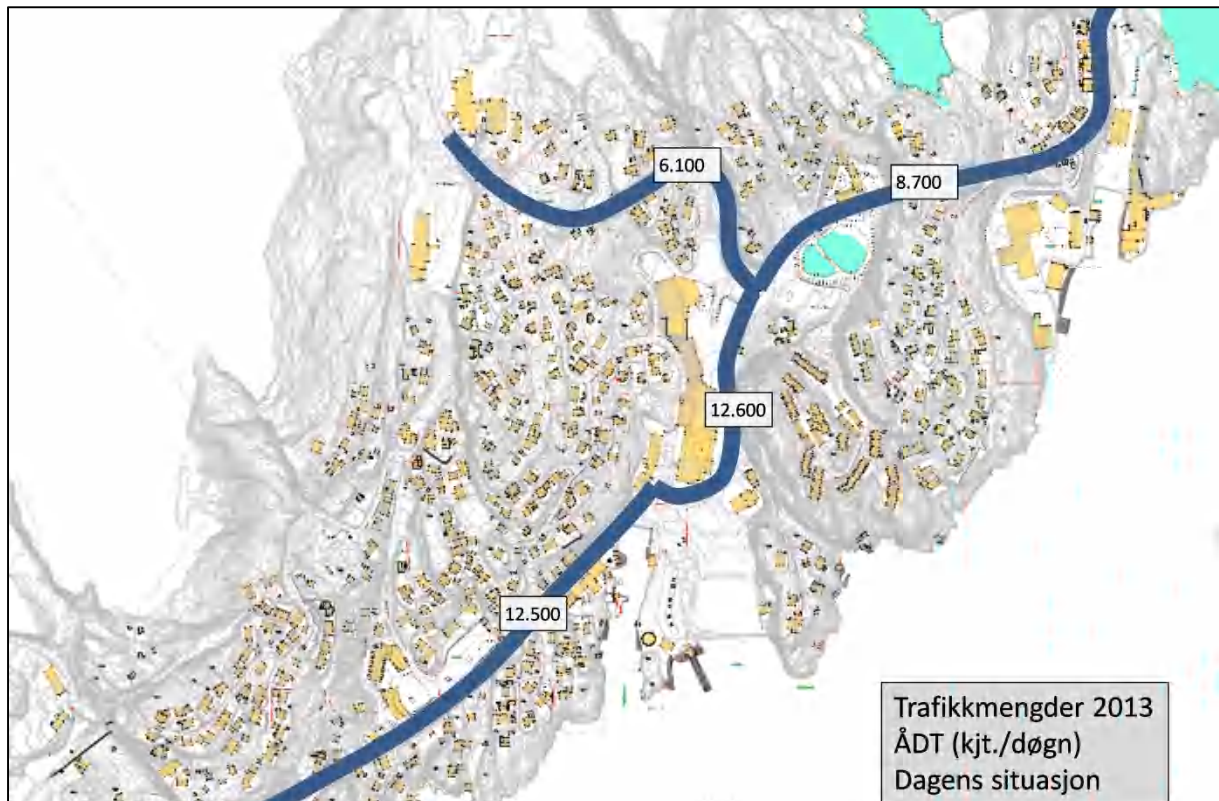 6.100
8.700
12.600
12.500
Trafikkmengder 2013
ÅDT (kjt./døgn)
Dagens situasjon